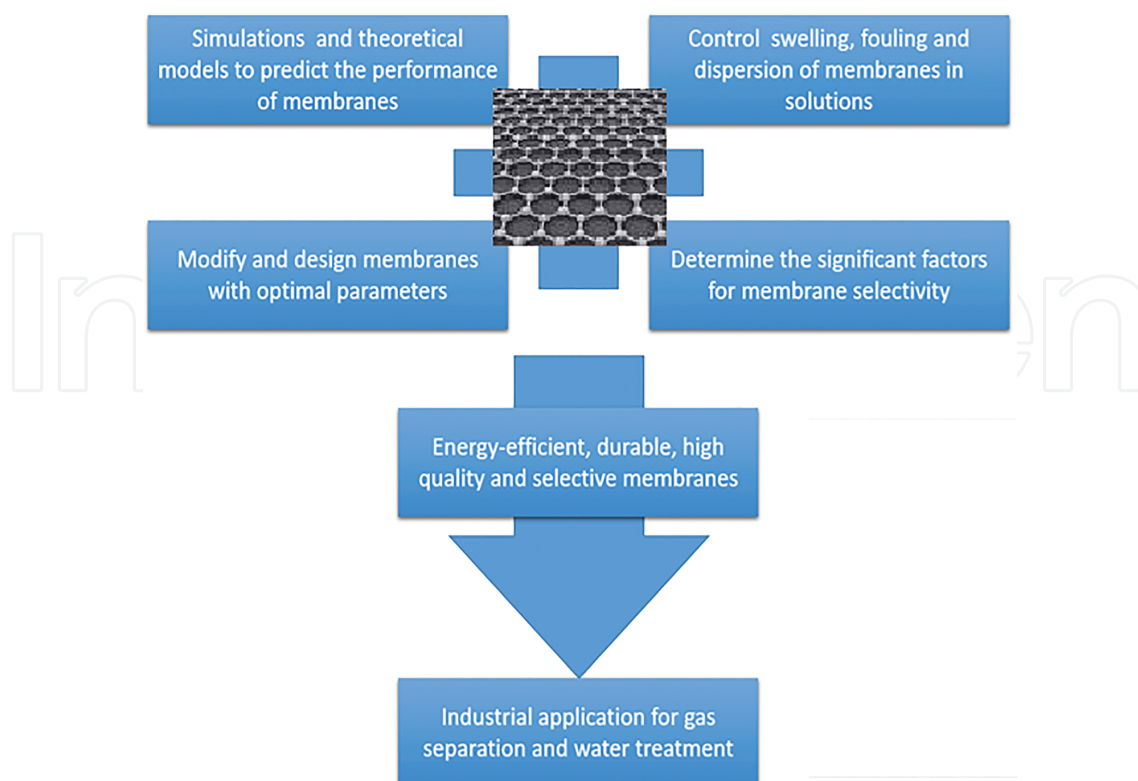 Simulations and theoretical
models to predict the performance
of membranes
Control swelling, fouling and
dispersion of membranes in
solutions
Modify and design membranes
with optimal parameters
Determine the significant factors
for membrane selectivity
Energy-efficient, durable, high
quality and selective membranes
Industrial application for gas
separation and water treatment